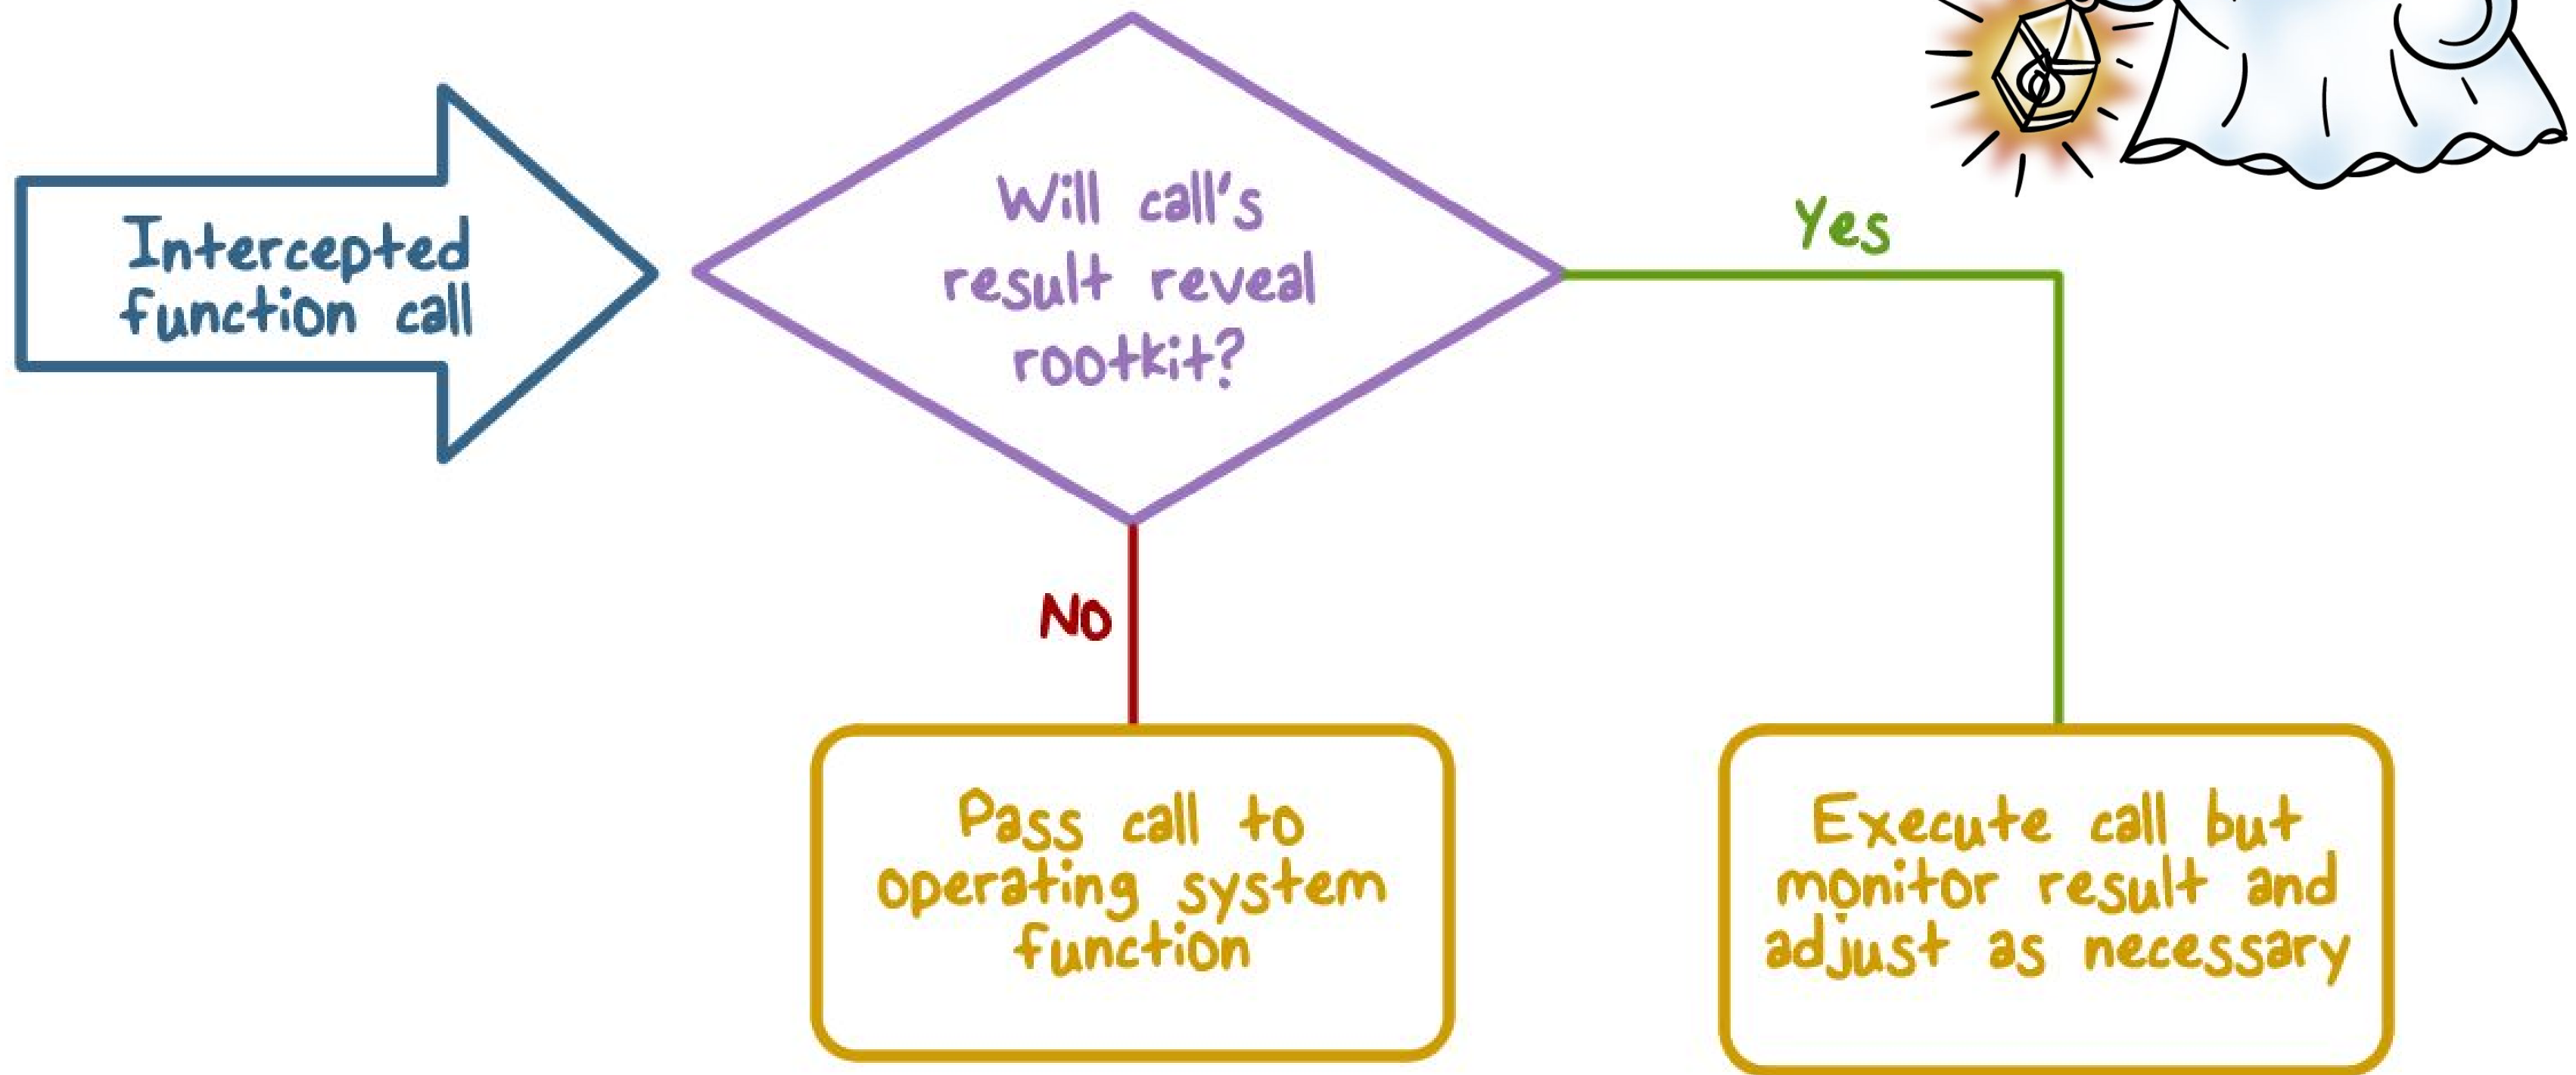 Intercepted
function call
Will call's
result reveal
rootkit?
Yes
No
Pass call to
operating system
function
Execute call but
monitor result and
adjust as necessary